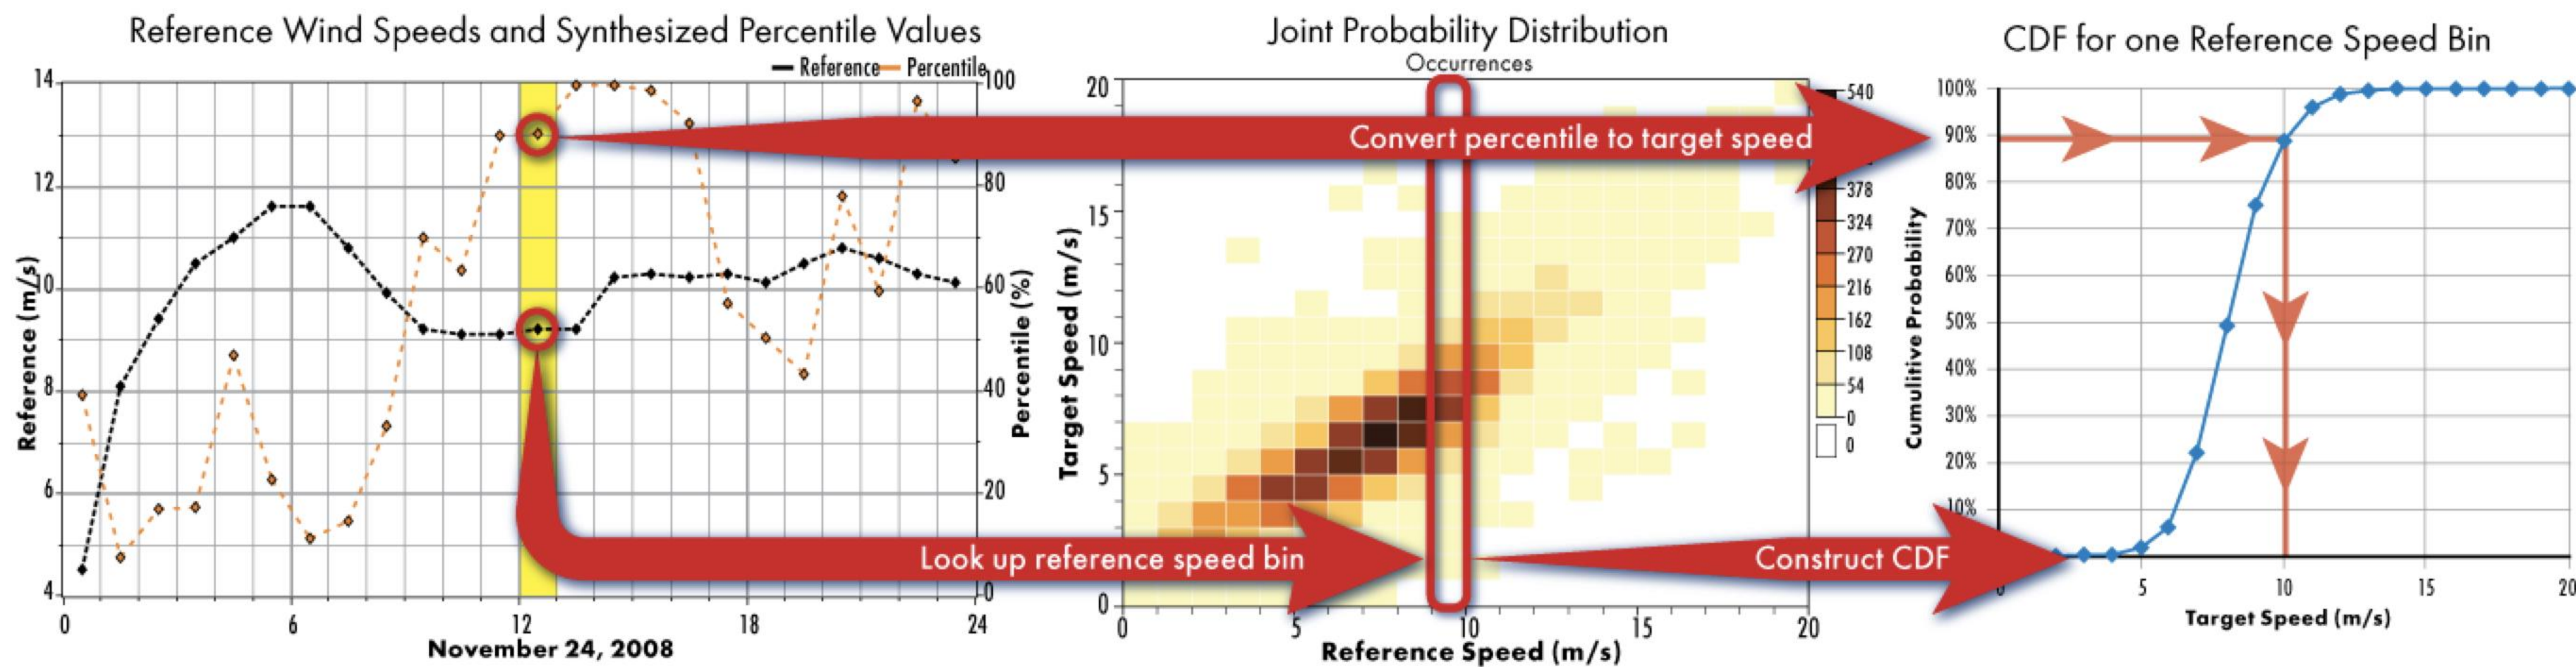 Reference Wind Speeds and Synthesized Percentile Values
Reference Percentile
14
12
10
8
6
4
Reference (m/s)
100
80
60
40
20
0
Percentile (%)
0 6 12 18 24
November 24, 2008
Joint Probability Distribution
Occurrences
20
15
10
5
0
Target Speed (m/s)
540
378
324
270
216
162
108
54
0
0
0 5 10 15 20
Reference Speed (m/s)
Convert percentile to target speed
Look up reference speed bin
Construct CDF
CDF for one Reference Speed Bin
100%
90%
80%
70%
60%
50%
40%
30%
20%
10%
Cumulitive Probability
0 5 10 15 20
Target Speed (m/s)